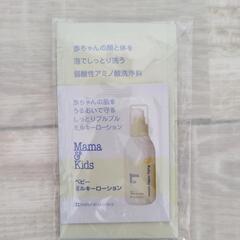 赤ちゃんの顔と体を
泡でしっとり洗う
弱酸性アミノ酸洗浄料
赤ちゃんの肌を
うるおいで守る
しっとりプルプル
ミルキーローション
Mama
&
Kids
ベビー
ミルキーローション